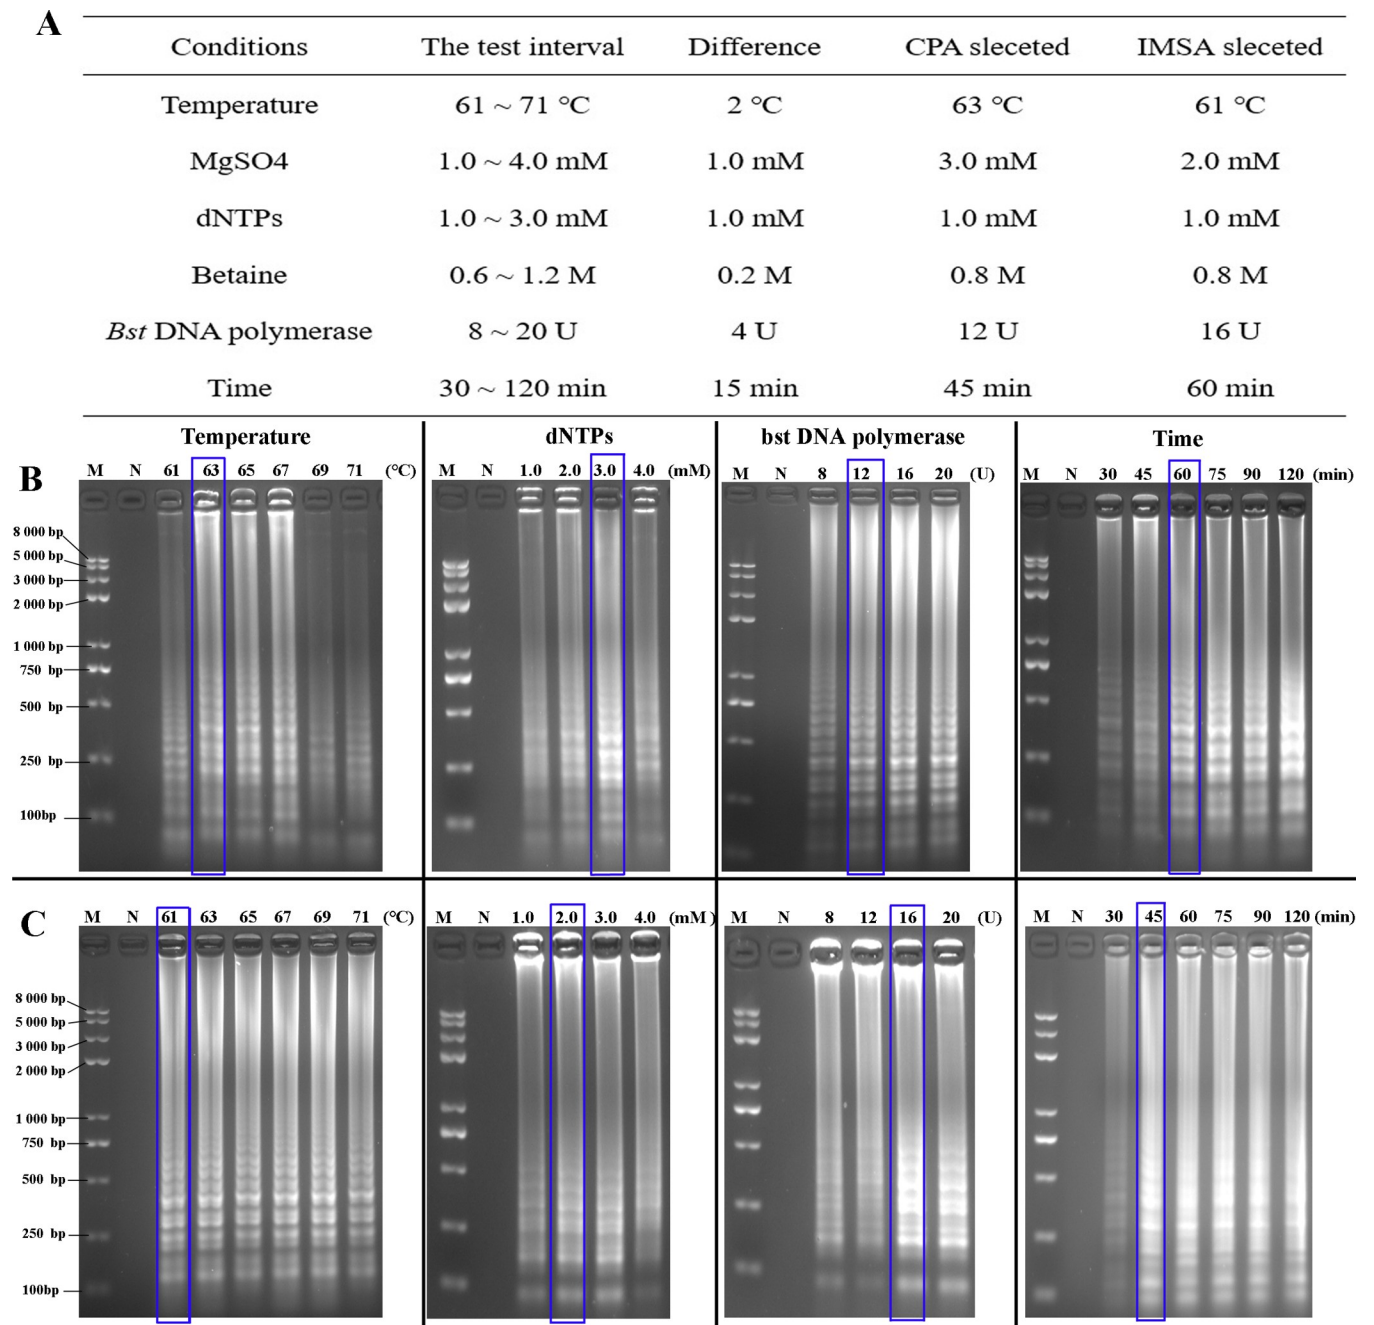 A
Conditions The test interval Difference CPA sleceted IMSA sleceted
Temperature 61 ~ 71 °C 2 °C 63 °C 61 °C
MgSO4 1.0 ~ 4.0 mM 1.0 mM 3.0 mM 2.0 mM
dNTPs 1.0 ~ 3.0 mM 1.0 mM 1.0 mM 1.0 mM
Betaine 0.6 ~ 1.2 M 0.2 M 0.8 M 0.8 M
Bst DNA polymerase 8 ~ 20 U 4 U 12 U 16 U
Time 30 ~ 120 min 15 min 45 min 60 min
Temperature dNTPs bst DNA polymerase Time
B
M N 61 63 65 67 69 71 (°C) M N 1.0 2.0 3.0 4.0 (mM) M N 8 12 16 20 (U) M N 30 45 60 75 90 120 (min)
8 000 bp
5 000 bp
3 000 bp
2 000 bp
1 000 bp
750 bp
500 bp
250 bp
100bp
C
M N 61 63 65 67 69 71 (°C) M N 1.0 2.0 3.0 4.0 (mM) M N 8 12 16 20 (U) M N 30 45 60 75 90 120 (min)
8 000 bp
5 000 bp
3 000 bp
2 000 bp
1 000 bp
750 bp
500 bp
250 bp
100bp